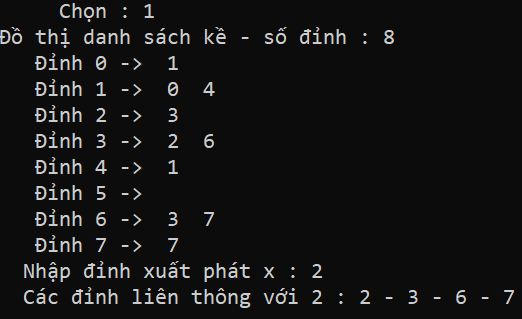 Chọn : 1
Đồ thị danh sách kề - số đỉnh : 8
Đỉnh 0 -> 1
Đỉnh 1 -> 0 4
Đỉnh 2 -> 3
Đỉnh 3 -> 2 6
Đỉnh 4 -> 1
Đỉnh 5 ->
Đỉnh 6 -> 3 7
Đỉnh 7 -> 7
Nhập đỉnh xuất phát x : 2
Các đỉnh liên thông với 2 : 2 - 3 - 6 - 7